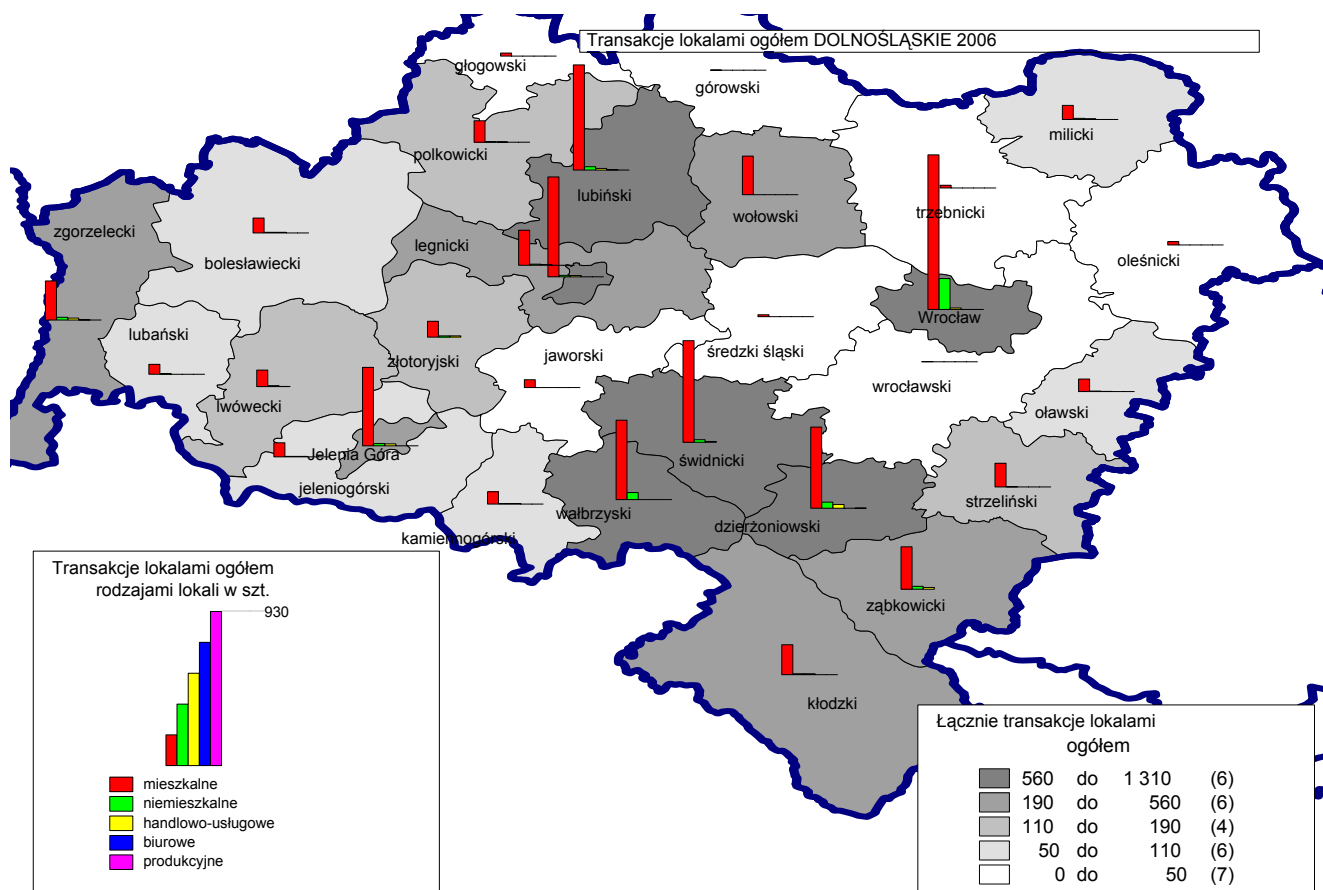 Transakcje lokalami ogółem DOLNOŚLĄSKIE 2006
głogowski
górowski
milicki
polkowicki
lubiński
wołowski
trzebnicki
zgorzelecki
legnicki
bolesławiecki
oleśnicki
Wrocław
lubański
złotoryjski
jaworski
średzki śląski
wrocławski
lwówecki
oławski
Jelenia Góra
świdnicki
jeleniogórski
strzeliński
wałbrzyski
dzierżoniowski
kamiennogórski
ząbkowicki
kłodzki
Transakcje lokalami ogółem
rodzajami lokali w szt.
930
mieszkalne
niemieszkalne
handlowo-usługowe
biurowe
produkcyjne
Łącznie transakcje lokalami
ogółem
560 do 1 310 (6)
190 do 560 (6)
110 do 190 (4)
50 do 110 (6)
0 do 50 (7)